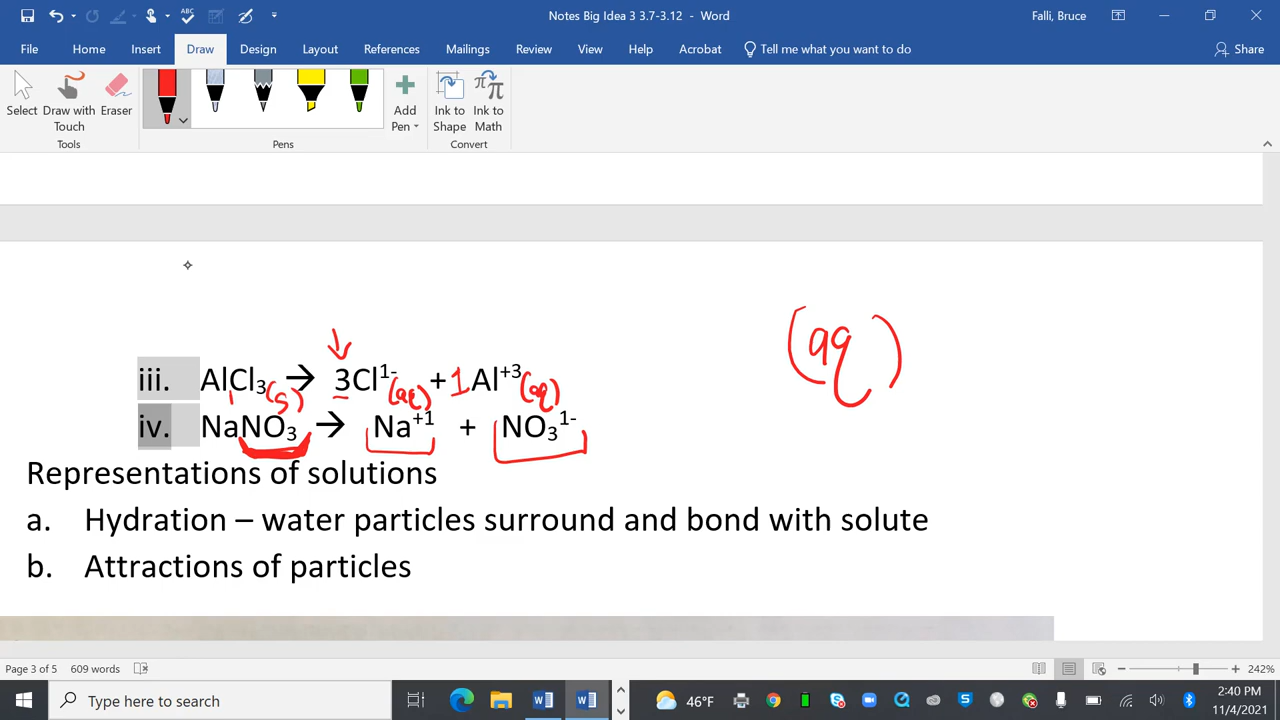 Notes Big Idea 3 3.7-3.12 - Word
Falli, Bruce
File Home Insert Draw Design Layout References Mailings Review View Help Acrobat Tell me what you want to do Share
Select Draw with Touch Eraser Add Pen Ink to Shape Ink to Math
Tools Pens Convert
(aq)
iii. AlCl₃(s) → 3Cl¹⁻(aq) + 1Al⁺³(aq)
iv. NaNO₃ → Na⁺¹ + NO₃¹⁻
Representations of solutions
a. Hydration – water particles surround and bond with solute
b. Attractions of particles
Page 3 of 5 609 words 242%
Type here to search 46°F 2:40 PM
11/4/2021